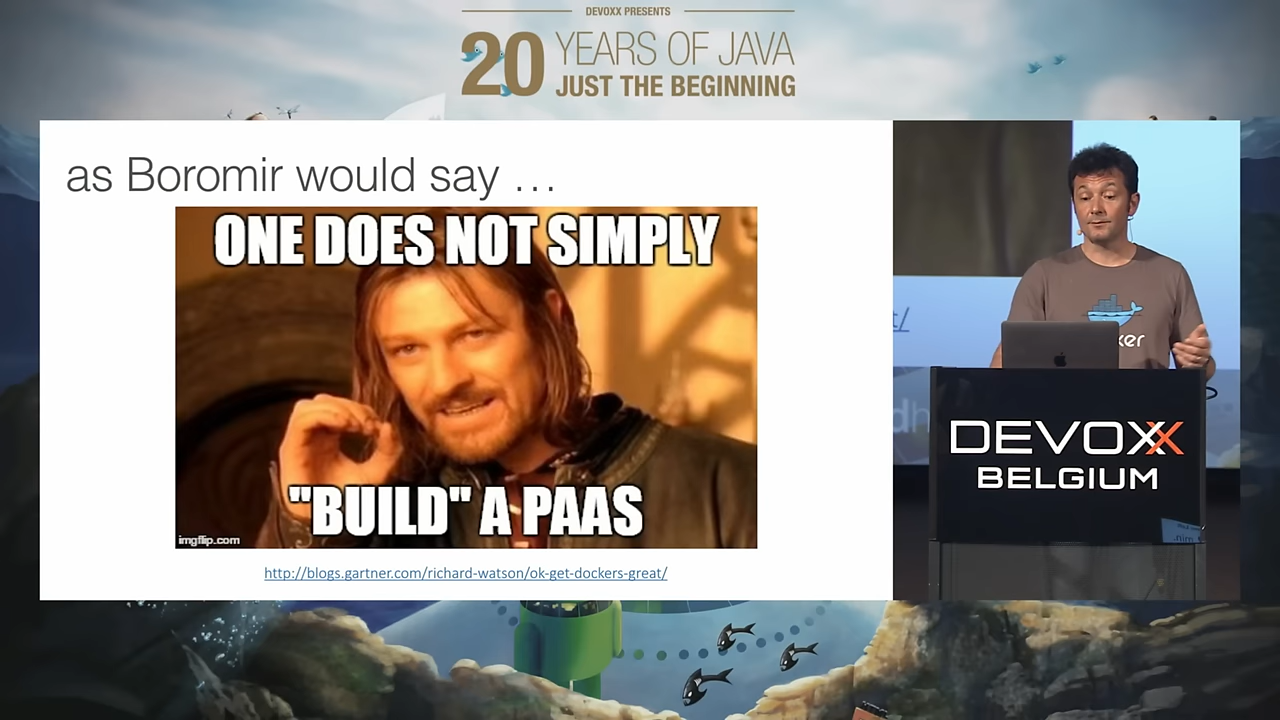 DEVOXX PRESENTS
20 YEARS OF JAVA
JUST THE BEGINNING
as Boromir would say …
ONE DOES NOT SIMPLY
"BUILD" A PAAS
imgflip.com
http://blogs.gartner.com/richard-watson/ok-get-dockers-great/
DEVOXX
BELGIUM